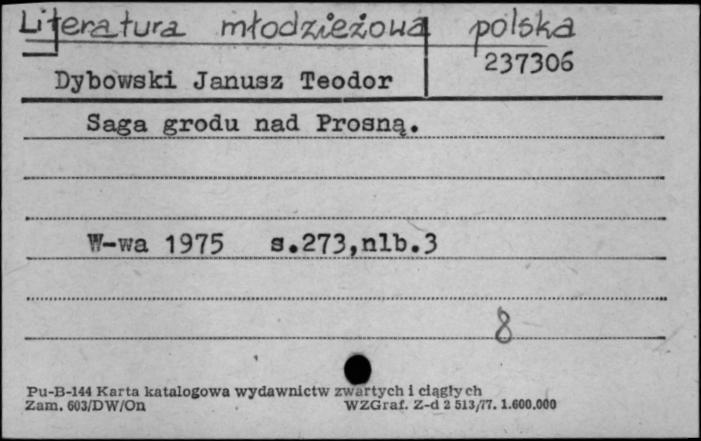 Literatura młodzieżowa polska
237306
Dybowski Janusz Teodor
Saga grodu nad Prosną.
W-wa 1975 s.273,nlb.3
8
Pu-B-144 Karta katalogowa wydawnictw zwartych i ciągłych
Zam. 603/DW/On WZGraf. Z-d 2 513/77. 1.600.000